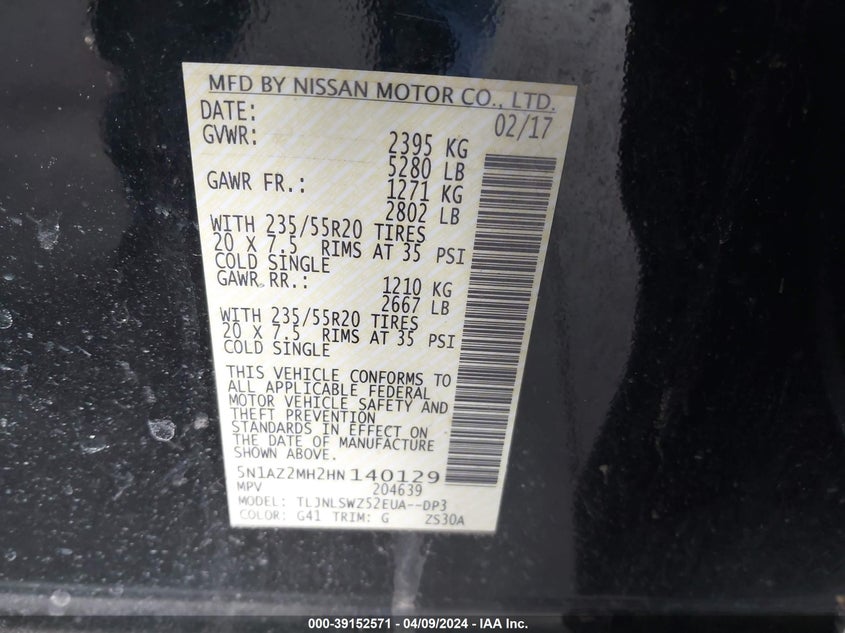 MFD BY NISSAN MOTOR CO., LTD.
DATE: 02/17
GVWR: 2395 KG
5280 LB
GAWR FR.: 1271 KG
2802 LB
WITH 235/55R20 TIRES
20 X 7.5 RIMS AT 35 PSI
COLD SINGLE
GAWR RR.: 1210 KG
2667 LB
WITH 235/55R20 TIRES
20 X 7.5 RIMS AT 35 PSI
COLD SINGLE
THIS VEHICLE CONFORMS TO
ALL APPLICABLE FEDERAL
MOTOR VEHICLE SAFETY AND
THEFT PREVENTION
STANDARDS IN EFFECT ON
THE DATE OF MANUFACTURE
SHOWN ABOVE.
5N1AZ2MH2HN140129
MPV 204639
MODEL: TLJNLSWZ52EUA--DP3
COLOR: G41 TRIM: G ZS30A
000-39152571 - 04/09/2024 - IAA Inc.